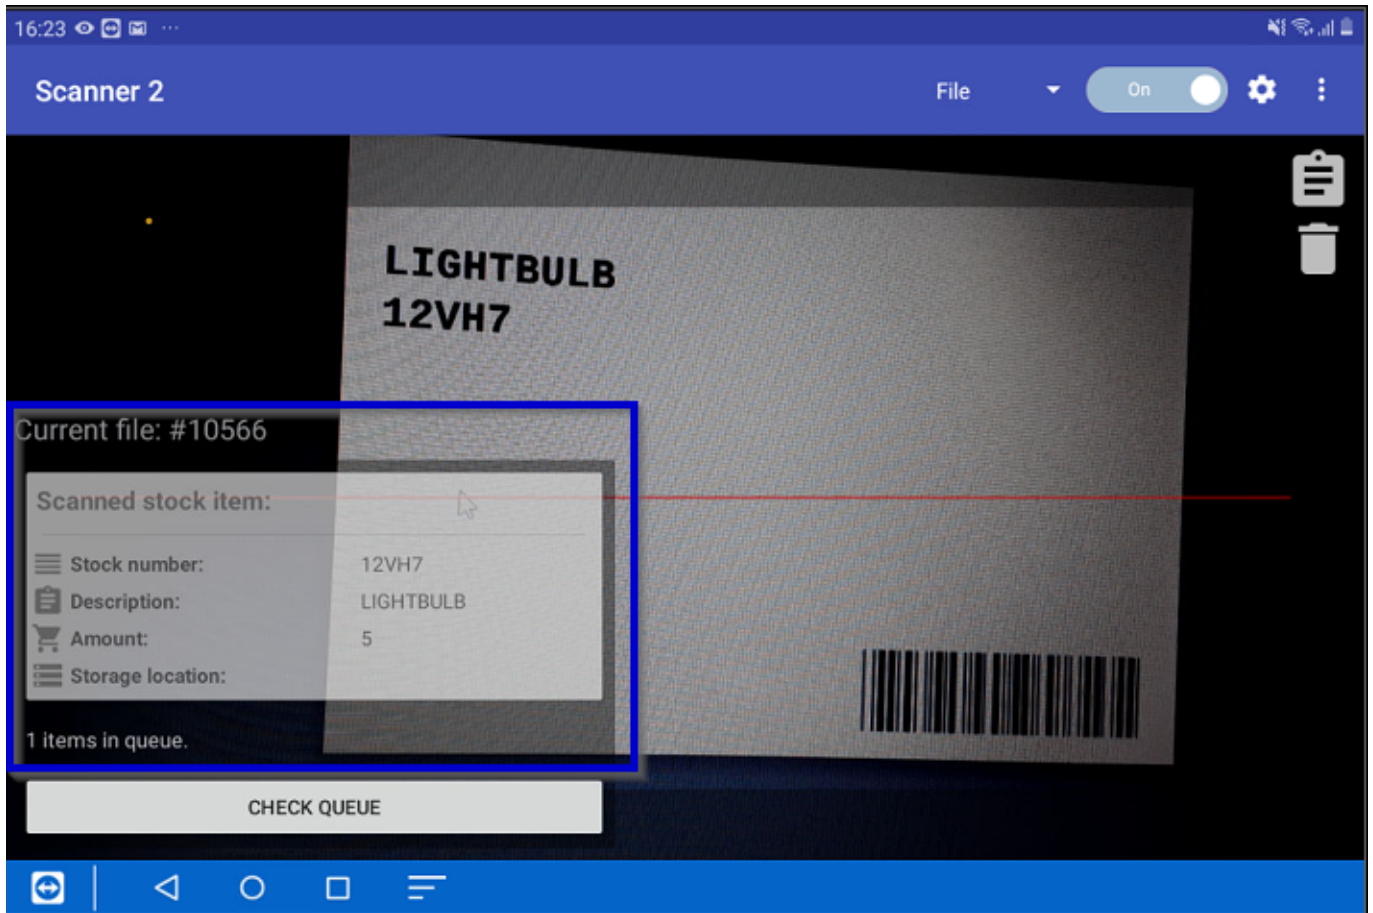 16:23
Scanner 2
File
On
LIGHTBULB
12VH7
Current file: #10566
Scanned stock item:
Stock number: 12VH7
Description: LIGHTBULB
Amount: 5
Storage location:
1 items in queue.
CHECK QUEUE